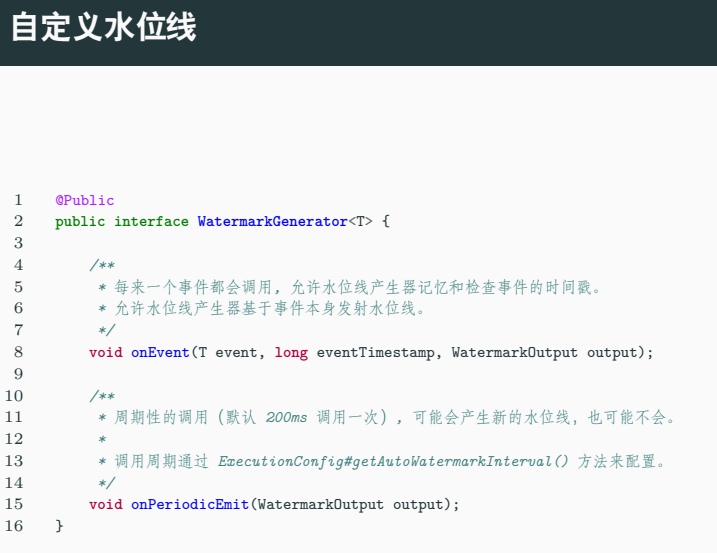 自定义水位线
1 @Public
2 public interface WatermarkGenerator<T> {
3
4 /**
5 * 每来一个事件都会调用，允许水位线产生器记忆和检查事件的时间戳。
6 * 允许水位线产生器基于事件本身发射水位线。
7 */
8 void onEvent(T event, long eventTimestamp, WatermarkOutput output);
9
10 /**
11 * 周期性的调用（默认 200ms 调用一次）, 可能会产生新的水位线，也可能不会。
12 *
13 * 调用周期通过 ExecutionConfig#getAutoWatermarkInterval() 方法来配置。
14 */
15 void onPeriodicEmit(WatermarkOutput output);
16 }